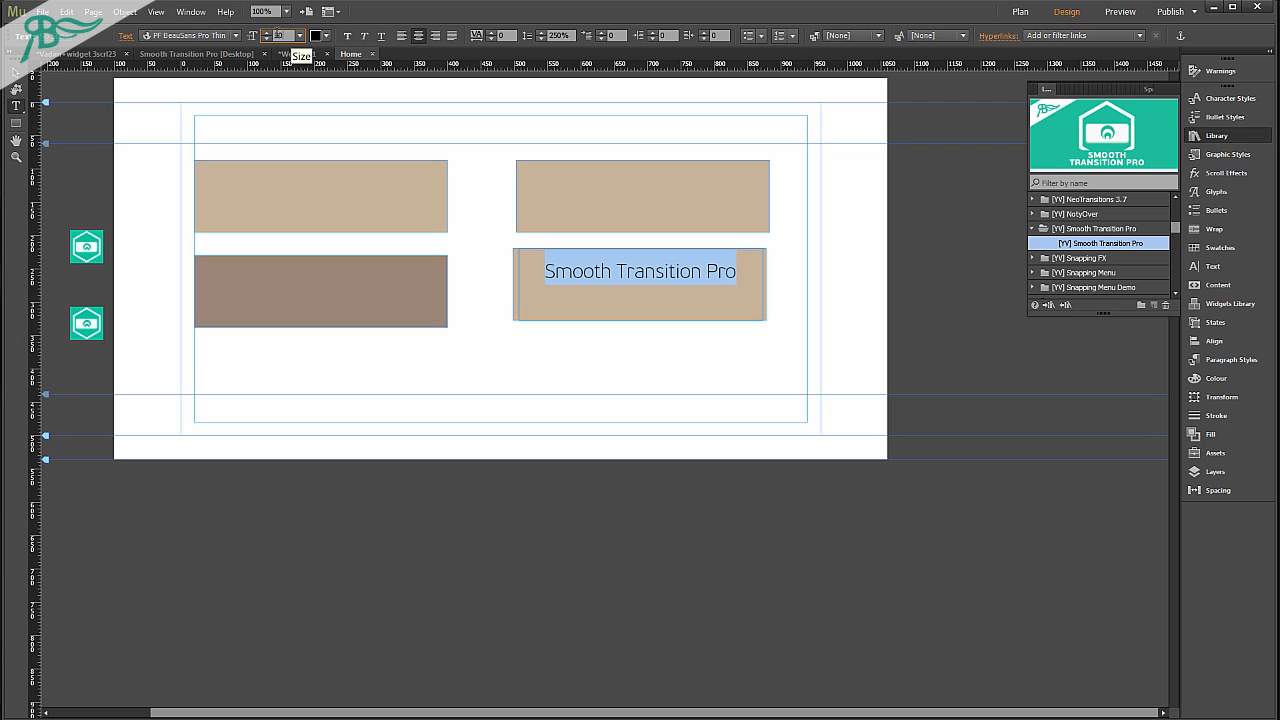 Mu File Edit Page Object View Window Help 100% Plan Design Preview Publish
Text PF BeauSans Pro Thin 0 250% 0 0 0 [None] [None] Hyperlinks: Add or filter links
Smooth Transition Pro [Desktop] Home
Size
Warnings
Character Styles
Bullet Styles
Library
Graphic Styles
Scroll Effects
Glyphs
Bullets
Wrap
Swatches
Text
Content
Widgets Library
States
Align
Paragraph Styles
Colour
Transform
Stroke
Fill
Assets
Layers
Spacing
SMOOTH
TRANSITION PRO
Filter by name
[YV] NeoTransitions 3.7
[YV] NotyOver
[YV] Smooth Transition Pro
[YV] Smooth Transition Pro
[YV] Snapping FX
[YV] Snapping Menu
[YV] Snapping Menu Demo
Smooth Transition Pro